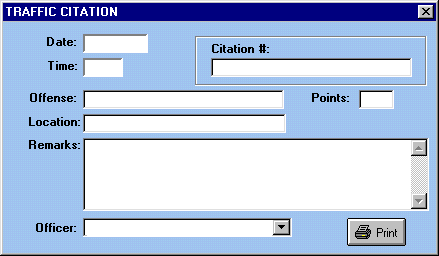 TRAFFIC CITATION
Date:
Citation #:
Time:
Offense:
Points:
Location:
Remarks:
Officer:
Print